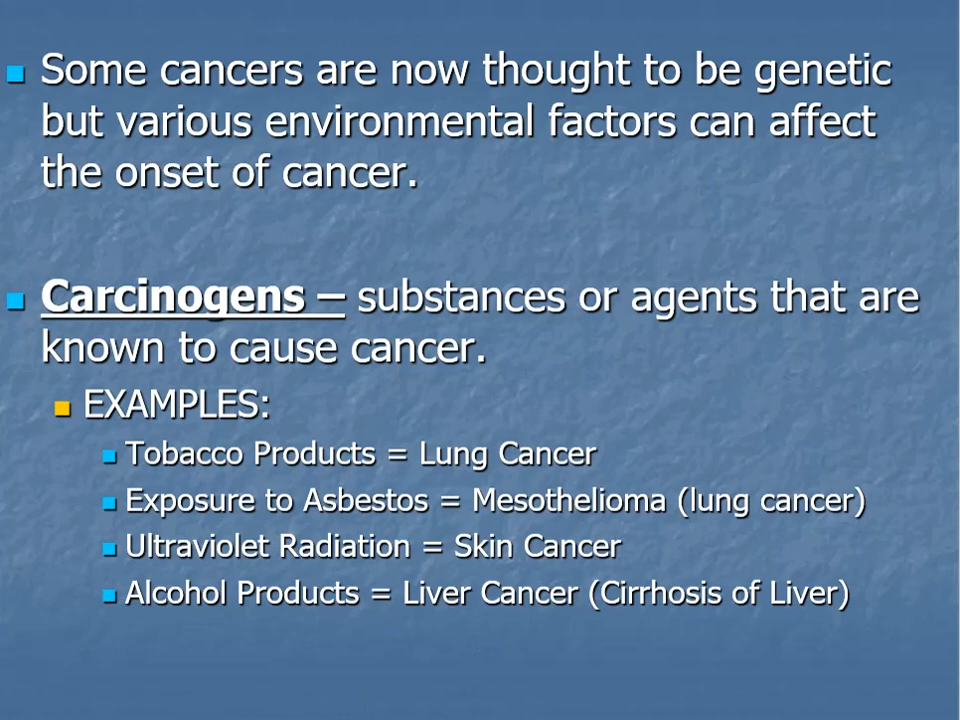 Some cancers are now thought to be genetic
but various environmental factors can affect
the onset of cancer.
Carcinogens – substances or agents that are
known to cause cancer.
EXAMPLES:
Tobacco Products = Lung Cancer
Exposure to Asbestos = Mesothelioma (lung cancer)
Ultraviolet Radiation = Skin Cancer
Alcohol Products = Liver Cancer (Cirrhosis of Liver)